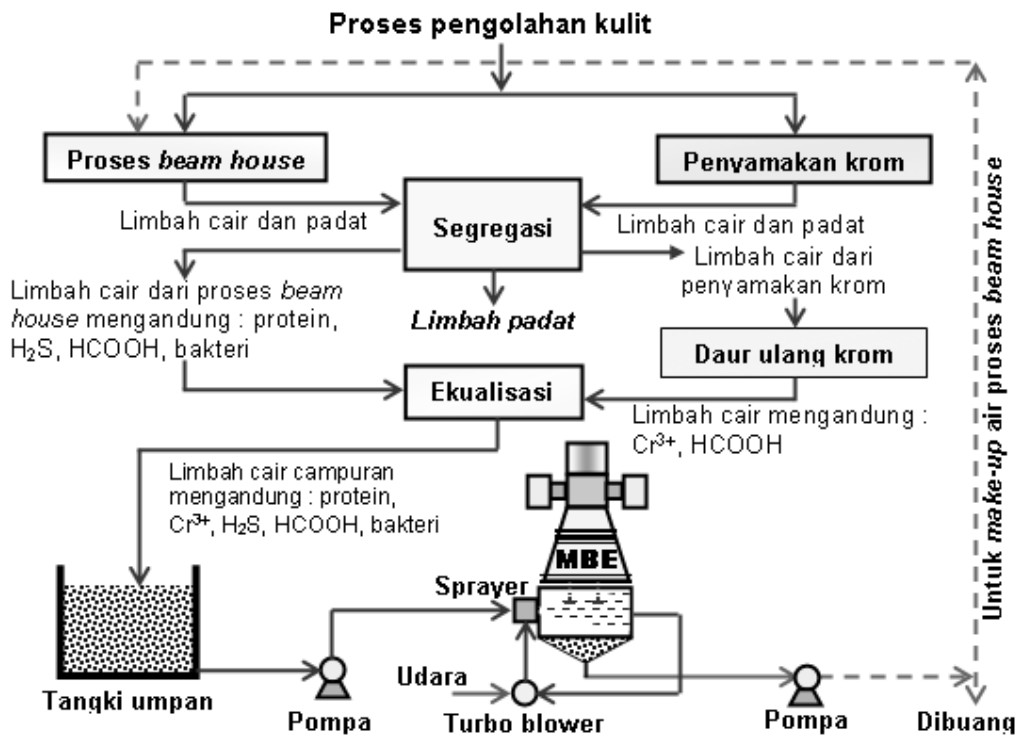 Proses pengolahan kulit
Proses beam house
Penyamakan krom
Limbah cair dan padat
Segregasi
Limbah cair dan padat
Limbah cair dari
penyamakan krom
Limbah cair dari proses beam
house mengandung : protein,
H₂S, HCOOH, bakteri
Limbah padat
Daur ulang krom
Ekualisasi
Limbah cair mengandung :
Cr³⁺, HCOOH
Limbah cair campuran
mengandung : protein,
Cr³⁺, H₂S, HCOOH, bakteri
MBE
Sprayer
Udara
Tangki umpan
Pompa
Turbo blower
Pompa
Dibuang
Untuk make-up air proses beam house